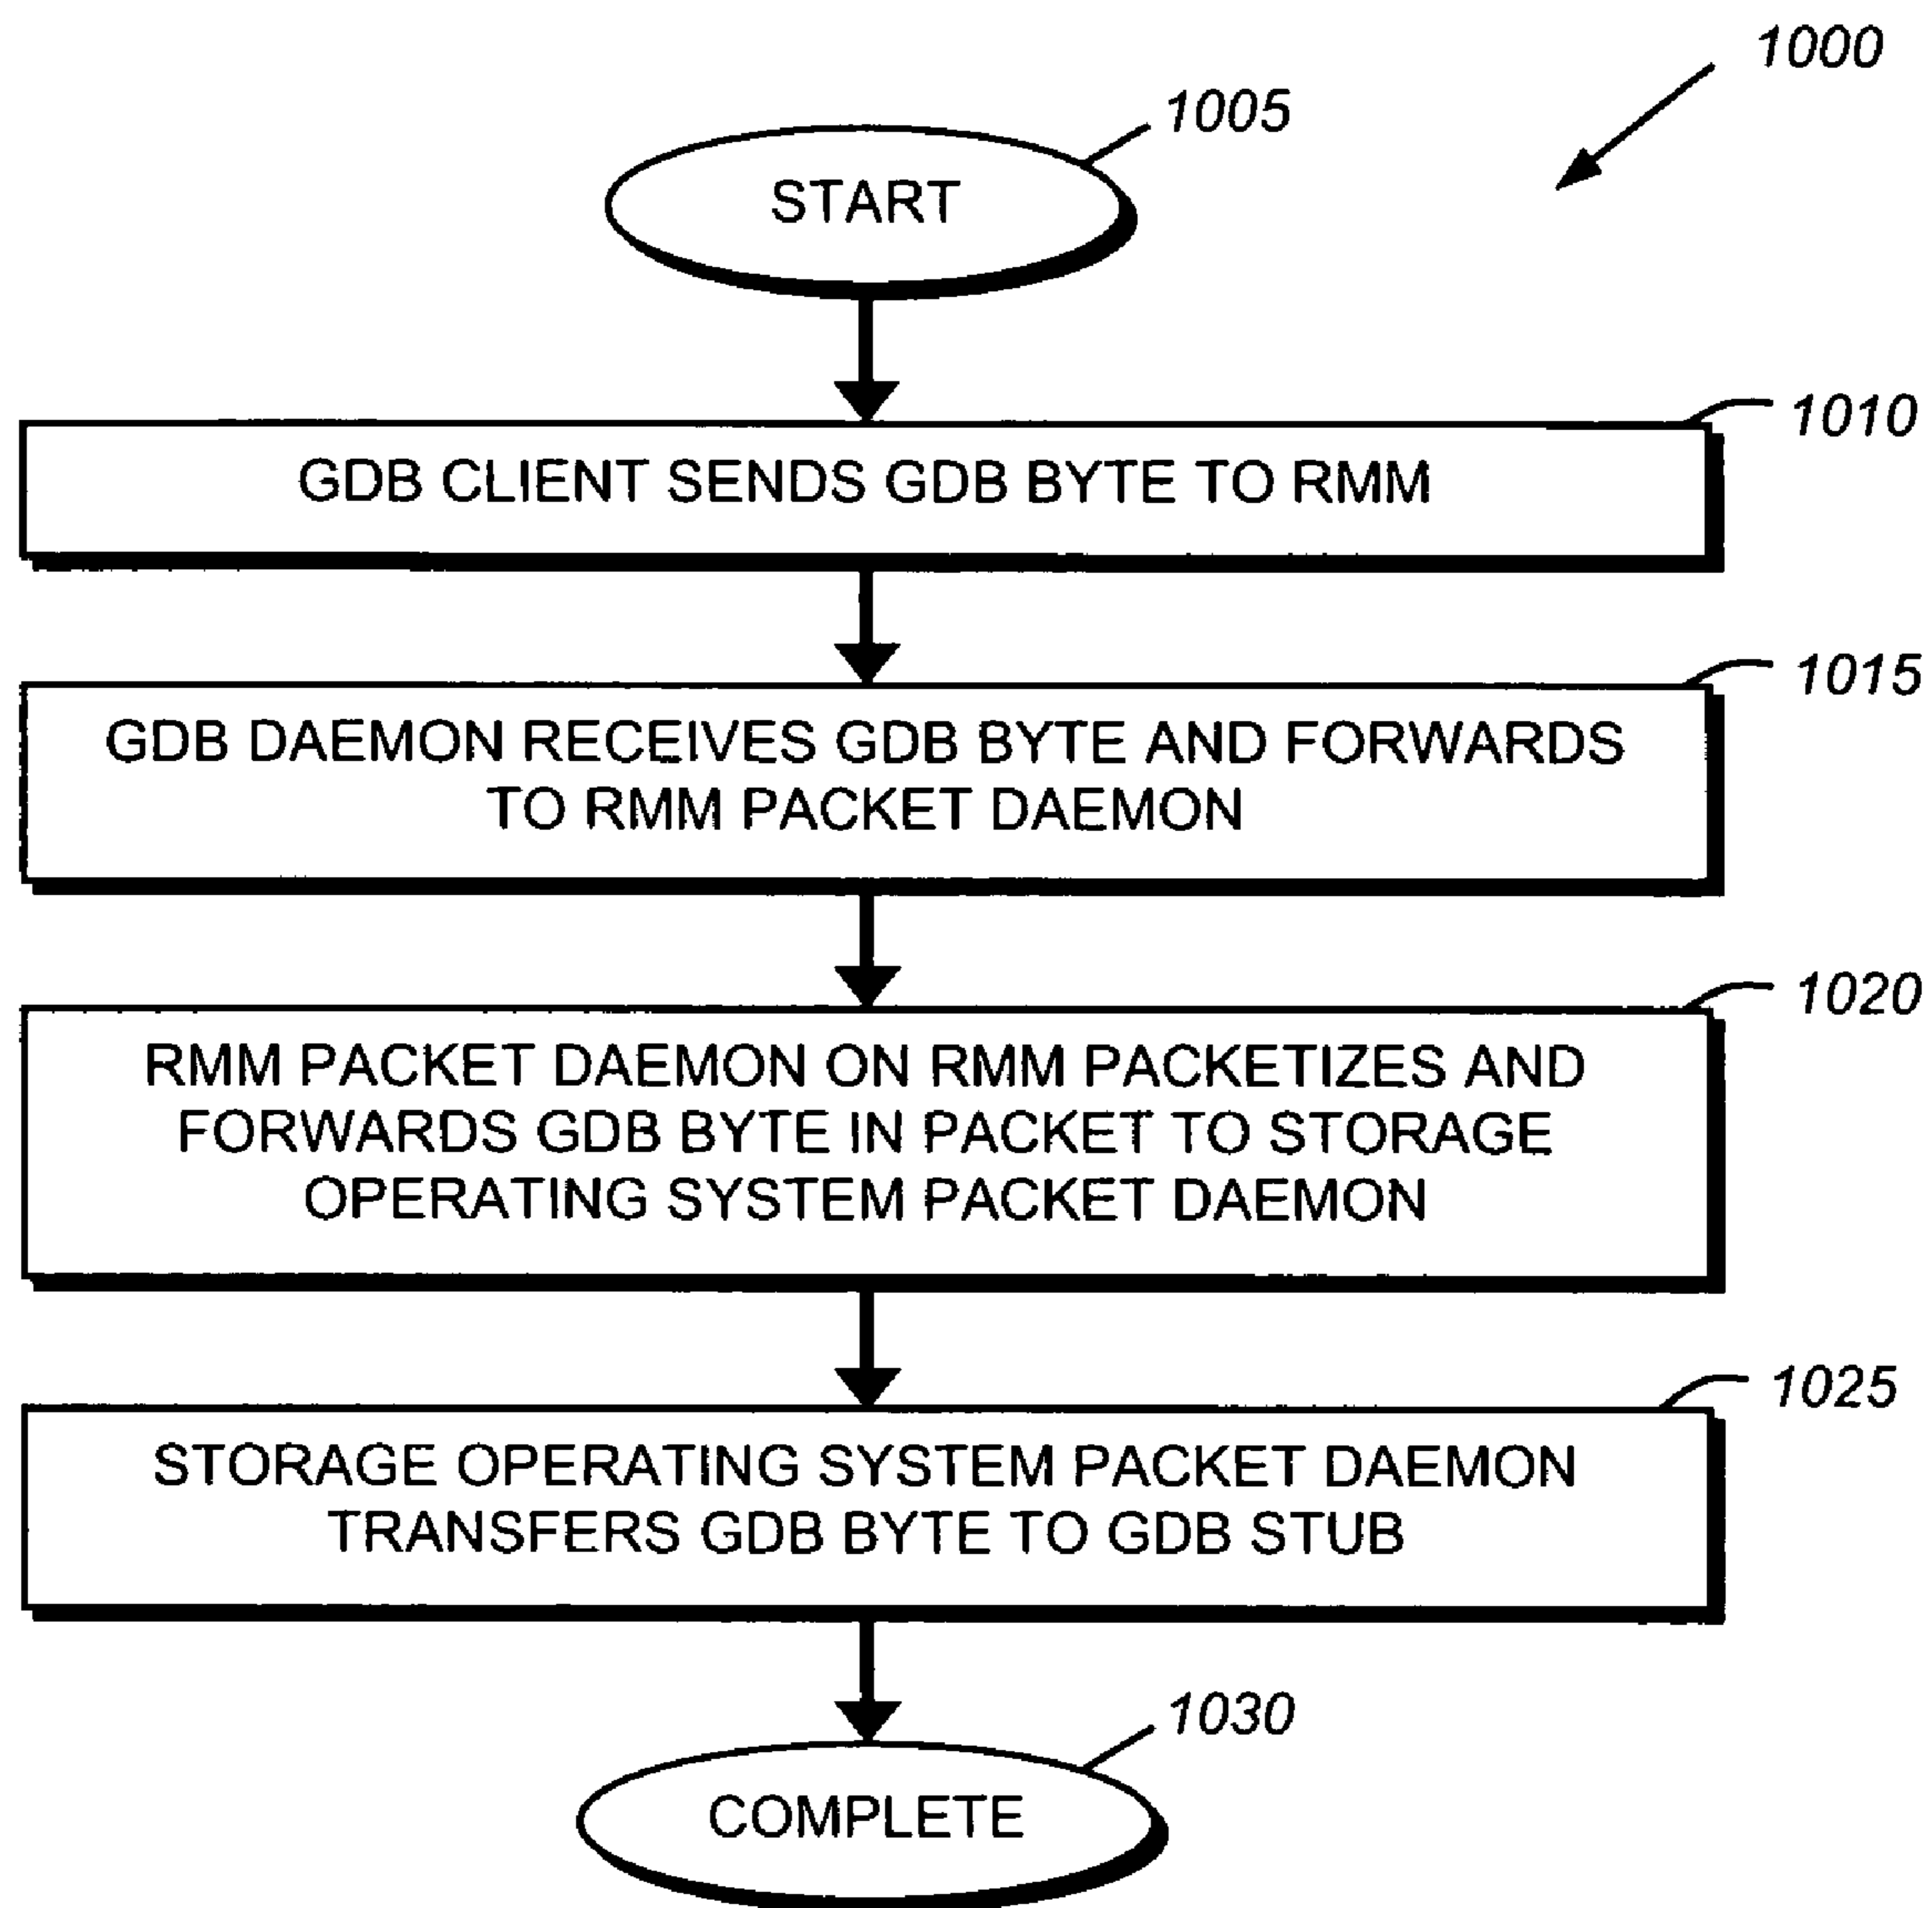 1000
1005
START
1010
GDB CLIENT SENDS GDB BYTE TO RMM
1015
GDB DAEMON RECEIVES GDB BYTE AND FORWARDS
TO RMM PACKET DAEMON
1020
RMM PACKET DAEMON ON RMM PACKETIZES AND
FORWARDS GDB BYTE IN PACKET TO STORAGE
OPERATING SYSTEM PACKET DAEMON
1025
STORAGE OPERATING SYSTEM PACKET DAEMON
TRANSFERS GDB BYTE TO GDB STUB
1030
COMPLETE